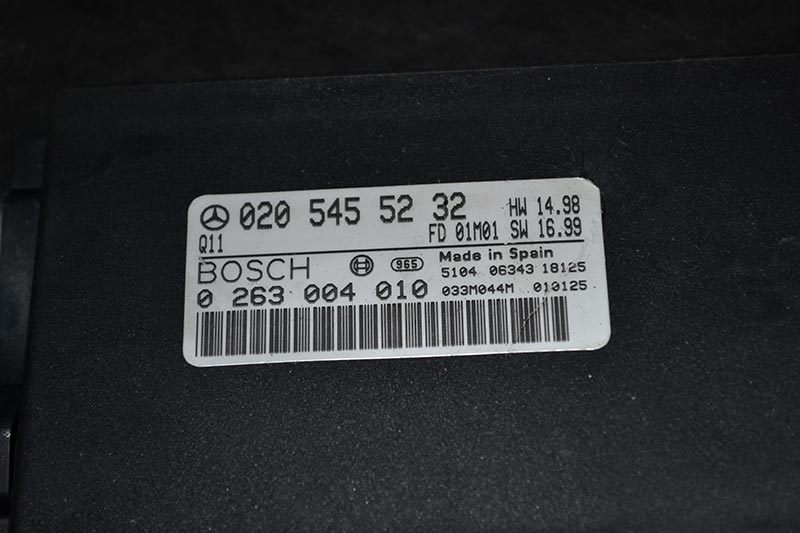 020 545 52 32 HW 14.98
Q11 FD 01M01 SW 16.99
BOSCH 965 Made in Spain
5104 06343 18125
0 263 004 010 033M044M 010125